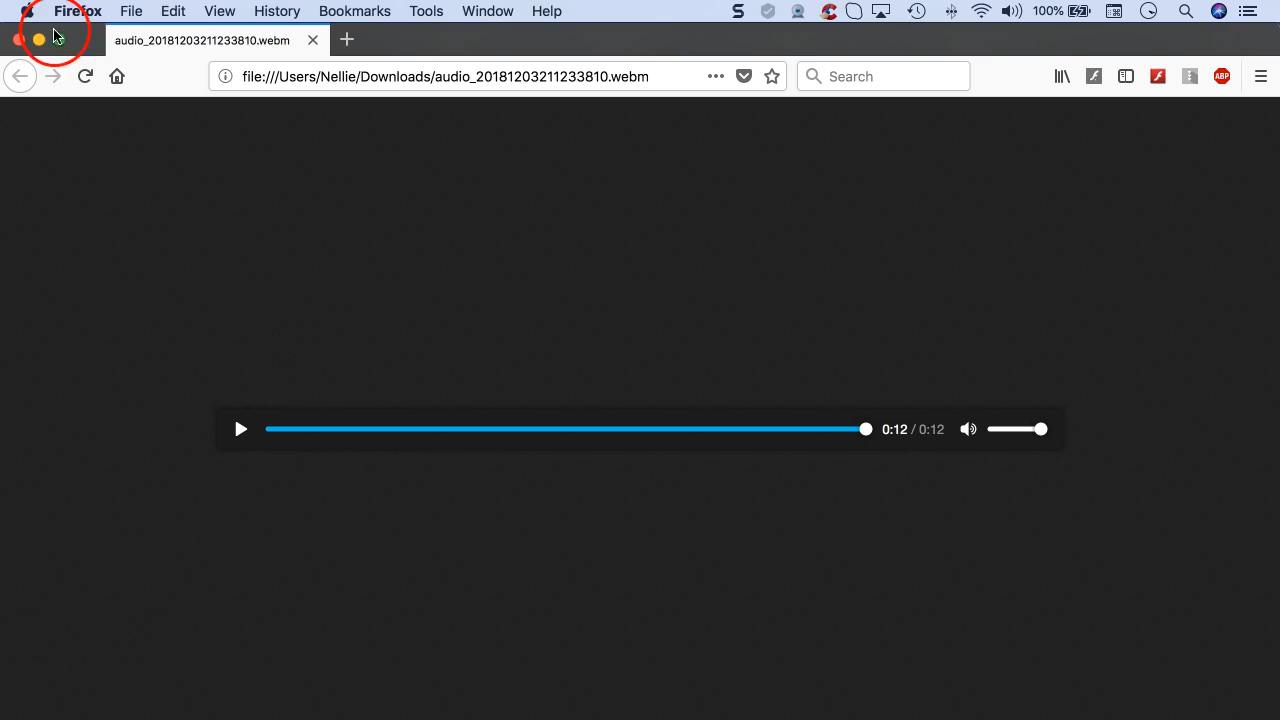 Firefox File Edit View History Bookmarks Tools Window Help 100%
audio_20181203211233810.webm
file:///Users/Nellie/Downloads/audio_20181203211233810.webm Search ABP
0:12 / 0:12